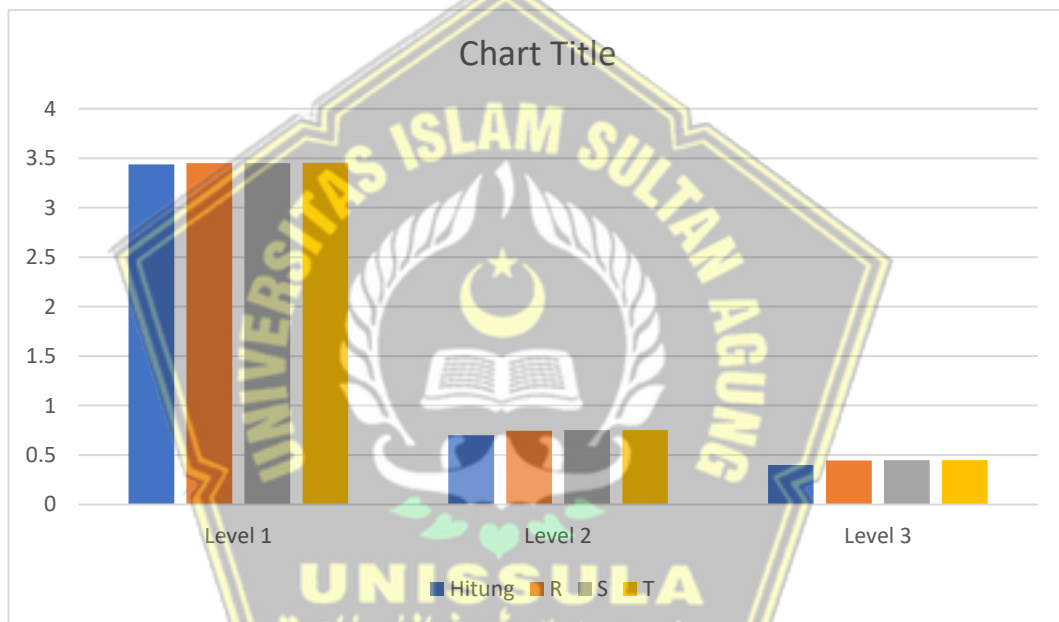 Chart Title
4
3.5
3
2.5
2
1.5
1
0.5
0
Level 1
Level 2
Level 3
Hitung R S T
UNIVERSITAS ISLAM SULTAN AGUNG
UNISSULA